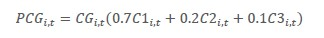 PCG_{i,t} = CG_{i,t}(0.7C1_{i,t} + 0.2C2_{i,t} + 0.1C3_{i,t})